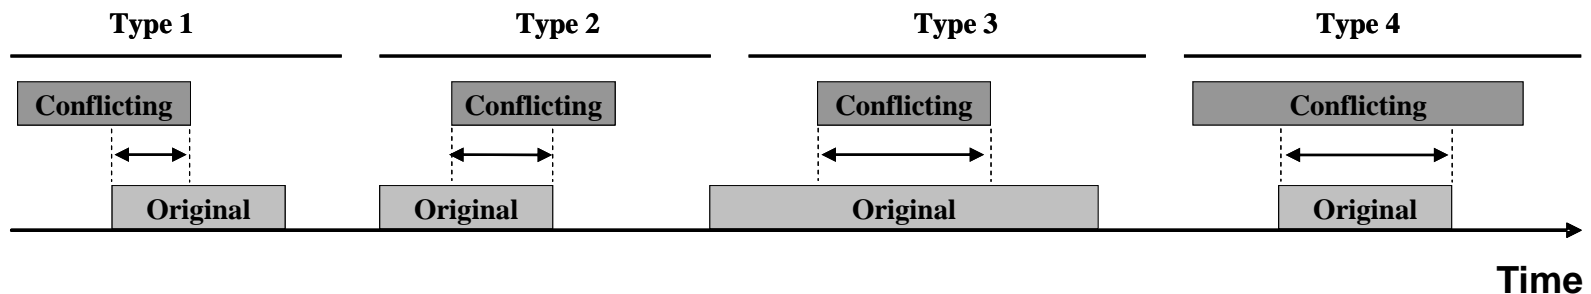 Type 1 Type 2 Type 3 Type 4
Conflicting Conflicting Conflicting Conflicting
Original Original Original Original
Time